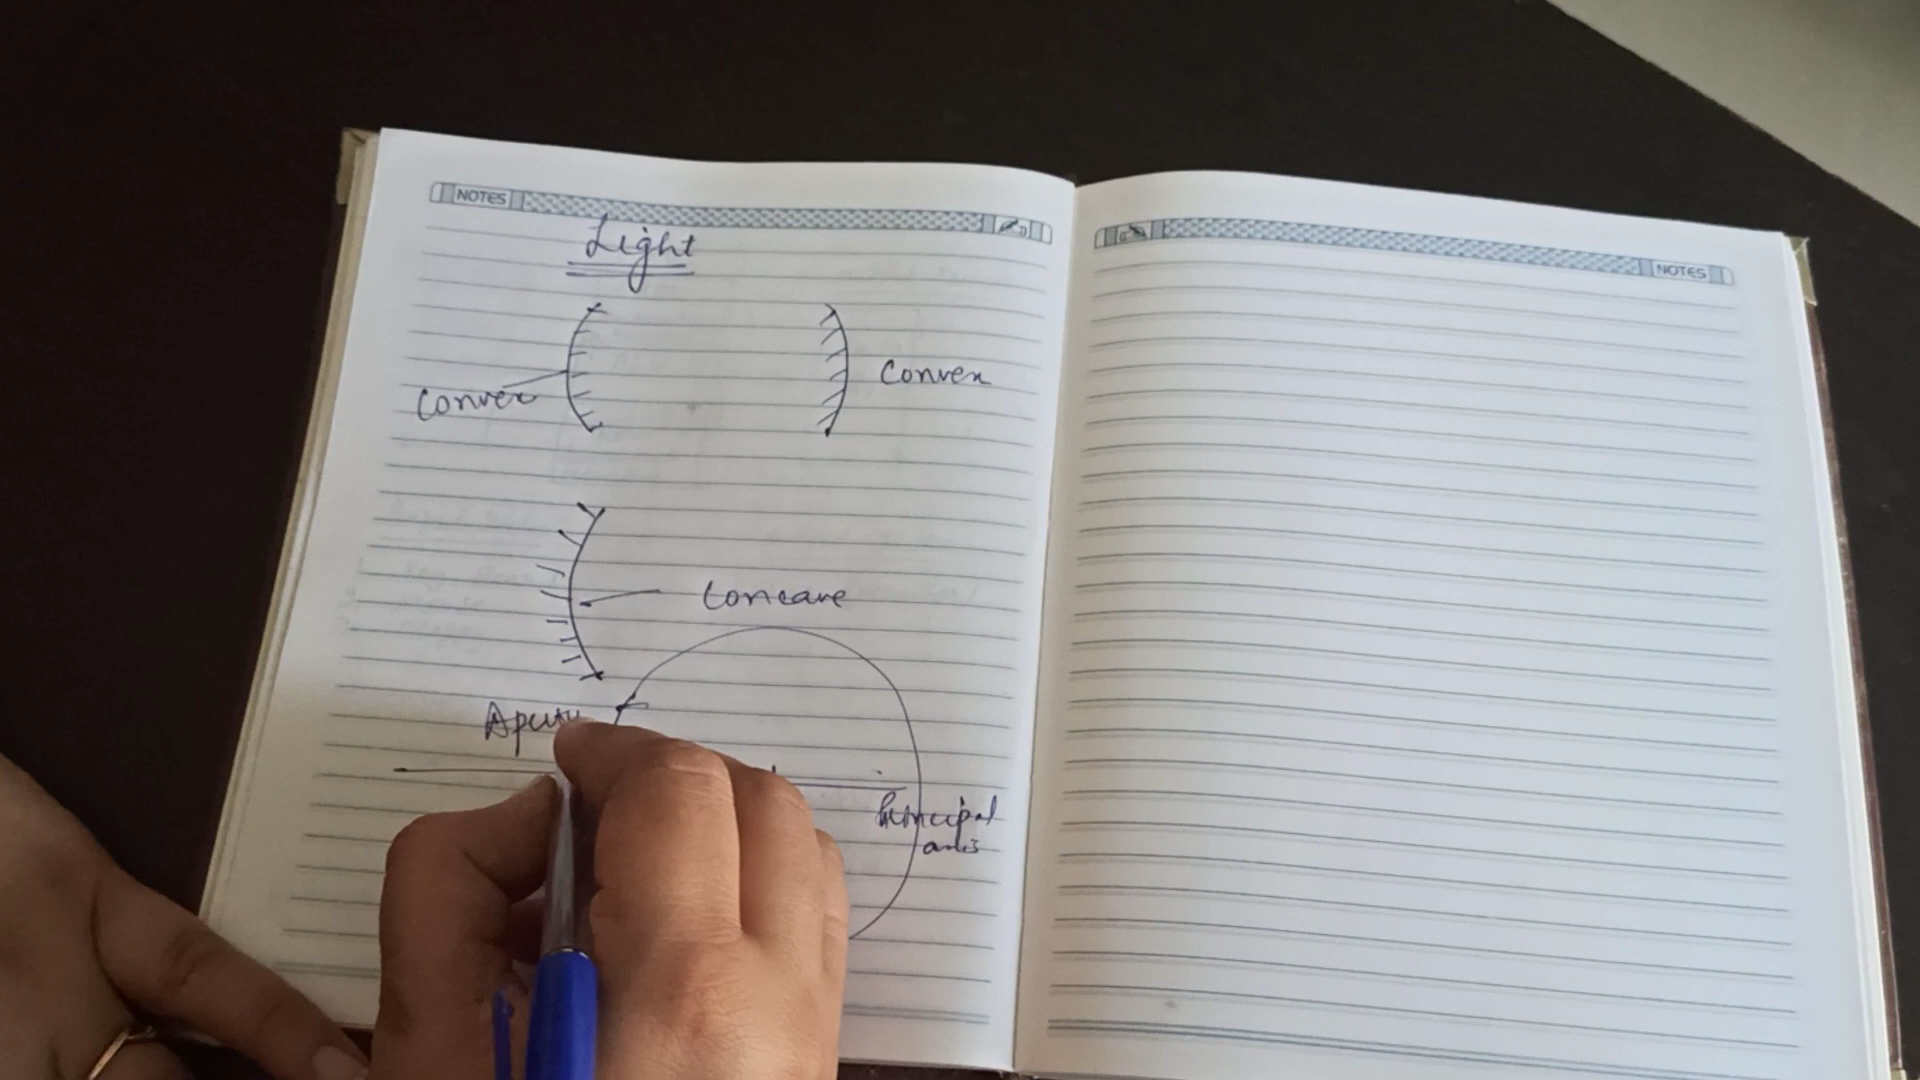 NOTES
NOTES
Light
Convex
Convex
Concave
Principal
axis